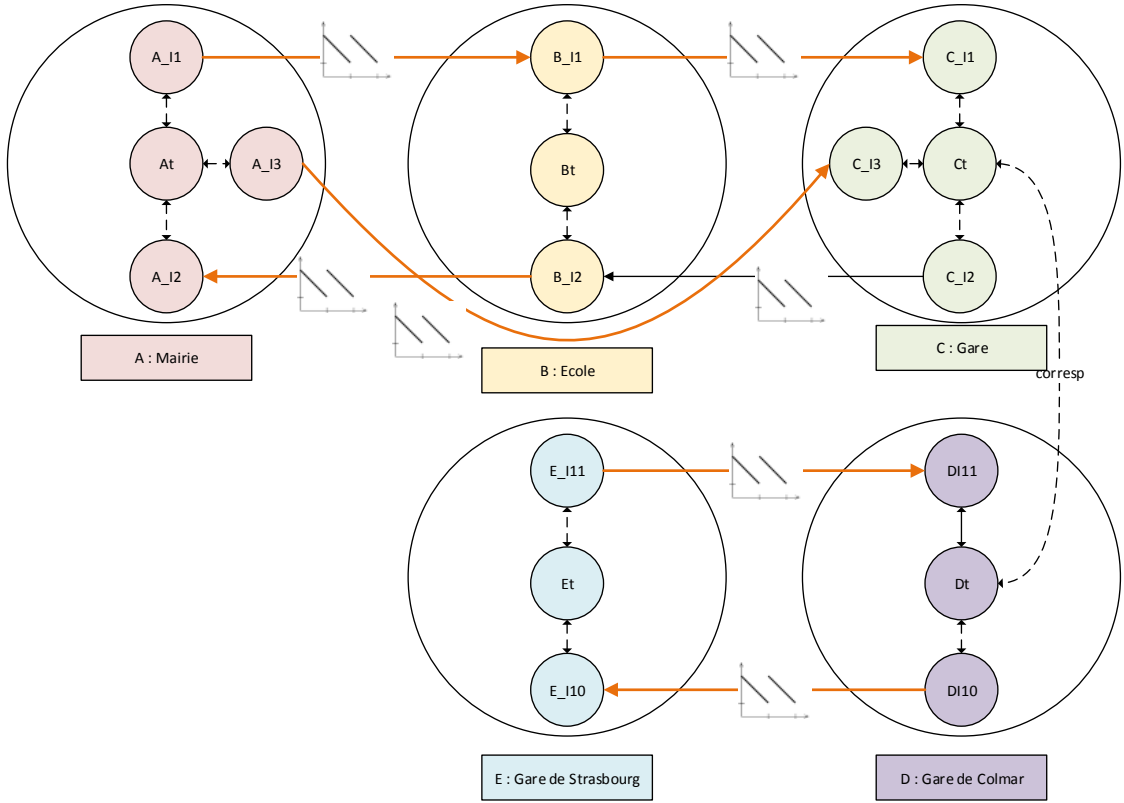 A_I1
B_I1
C_I1
At
A_I3
Bt
C_I3
Ct
A_I2
B_I2
C_I2
A : Mairie
B : Ecole
C : Gare
corresp
E_I11
DI11
Et
Dt
E_I10
DI10
E : Gare de Strasbourg
D : Gare de Colmar